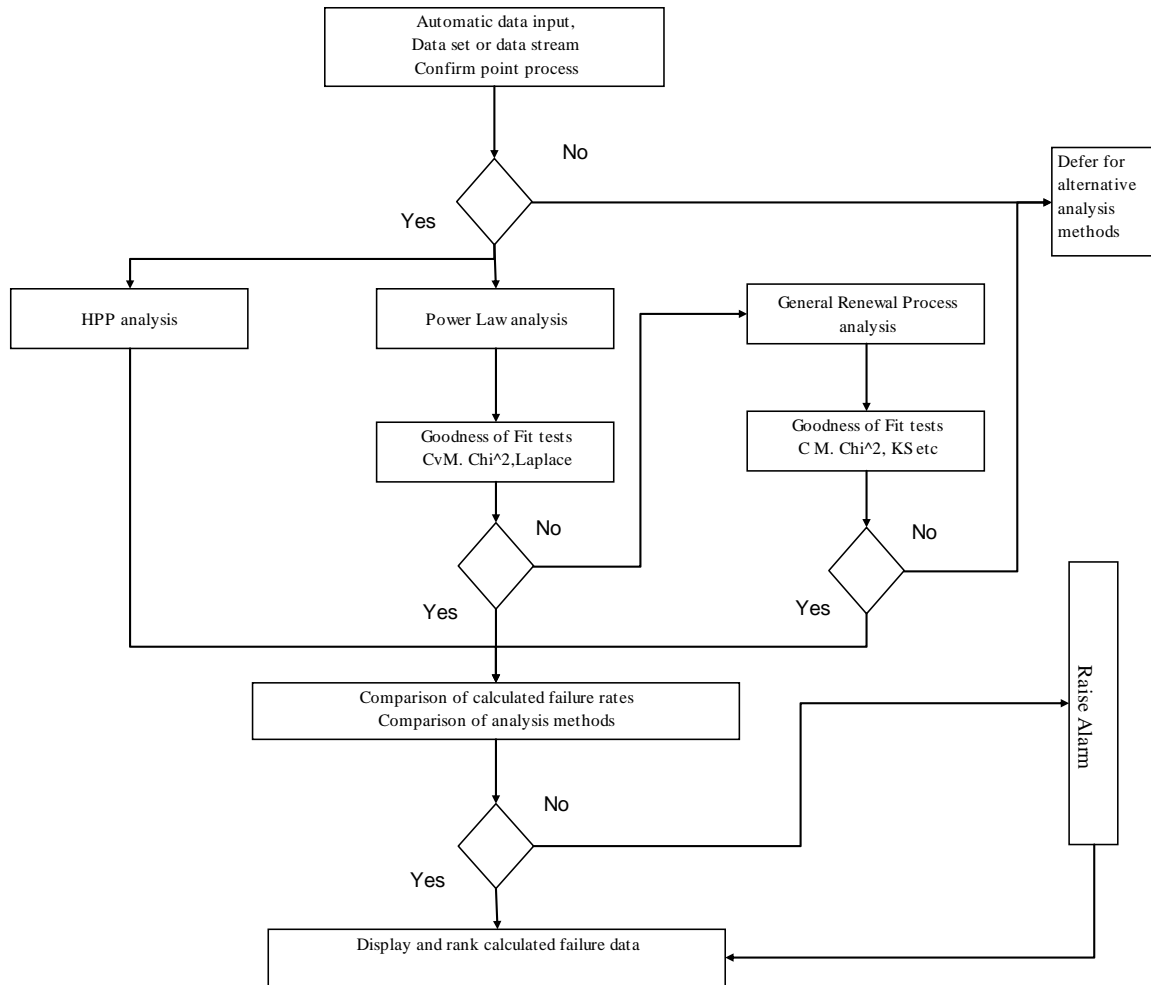 Automatic data input,
Data set or data stream
Confirm point process
No
Defer for
alternative
analysis
methods
Yes
HPP analysis
Power Law analysis
General Renewal Process
analysis
Goodness of Fit tests
CvM. Chi^2,Laplace
Goodness of Fit tests
C M. Chi^2, KS etc
No
No
Yes
Yes
Raise Alarm
Comparison of calculated failure rates
Comparison of analysis methods
No
Yes
Display and rank calculated failure data